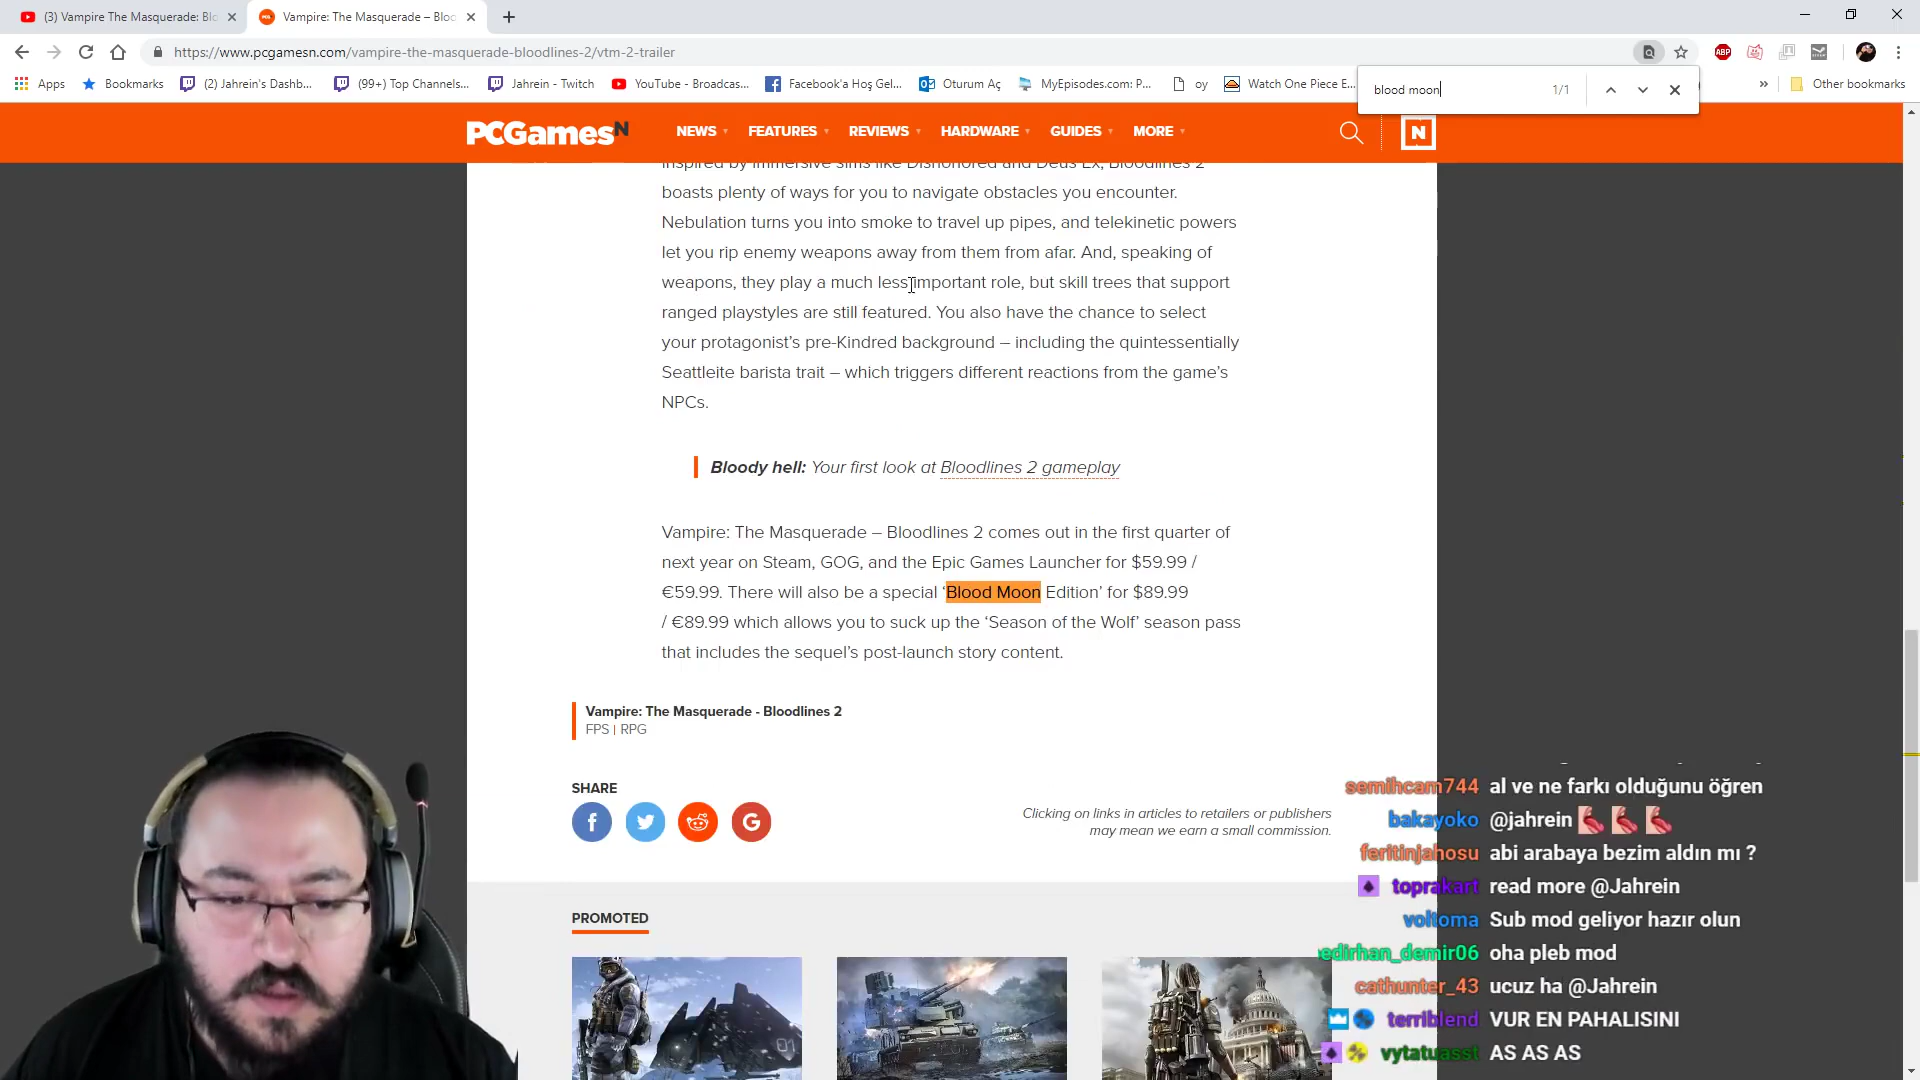 (3) Vampire The Masquerade: Blo
Vampire: The Masquerade – Bloo
https://www.pcgamesn.com/vampire-the-masquerade-bloodlines-2/vtm-2-trailer
ABP
Apps
Bookmarks
(2) Jahrein's Dashb...
(99+) Top Channels...
Jahrein - Twitch
YouTube - Broadcas...
Facebook'a Hoş Gel...
Oturum Aç
MyEpisodes.com: P...
oy
Watch One Piece E...
»
Other bookmarks
blood moon
1/1
PCGamesN
NEWS
FEATURES
REVIEWS
HARDWARE
GUIDES
MORE
N
inspired by immersive sims like Dishonored and Deus Ex, Bloodlines 2
boasts plenty of ways for you to navigate obstacles you encounter.
Nebulation turns you into smoke to travel up pipes, and telekinetic powers
let you rip enemy weapons away from them from afar. And, speaking of
weapons, they play a much less important role, but skill trees that support
ranged playstyles are still featured. You also have the chance to select
your protagonist's pre-Kindred background – including the quintessentially
Seattleite barista trait – which triggers different reactions from the game's
NPCs.
Bloody hell: Your first look at Bloodlines 2 gameplay
Vampire: The Masquerade – Bloodlines 2 comes out in the first quarter of
next year on Steam, GOG, and the Epic Games Launcher for $59.99 /
€59.99. There will also be a special ‘Blood Moon Edition’ for $89.99
/ €89.99 which allows you to suck up the ‘Season of the Wolf’ season pass
that includes the sequel's post-launch story content.
Vampire: The Masquerade - Bloodlines 2
FPS | RPG
SHARE
Clicking on links in articles to retailers or publishers
may mean we earn a small commission.
PROMOTED
01
semihcam744 al ve ne farkı olduğunu öğren
bakayoko @jahrein
feritinjahosu abi arabaya bezim aldın mı ?
toprakart read more @Jahrein
voltoma Sub mod geliyor hazır olun
edirhan_demir06 oha pleb mod
cathunter_43 ucuz ha @Jahrein
terriblend VUR EN PAHALISINI
vytatuasst AS AS AS